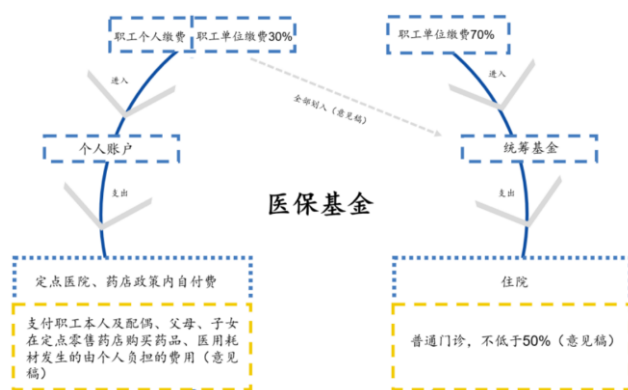 职工个人缴费
职工单位缴费30%
职工单位缴费70%
进入
进入
全部划入（意见稿）
个人账户
统筹基金
支出
支出
医保基金
定点医院、药店政策内自付费
住院
支付职工本人及配偶、父母、子女
在定点零售药店购买药品、医用耗
材发生的由个人负担的费用（意见
稿）
普通门诊，不低于50%（意见稿）